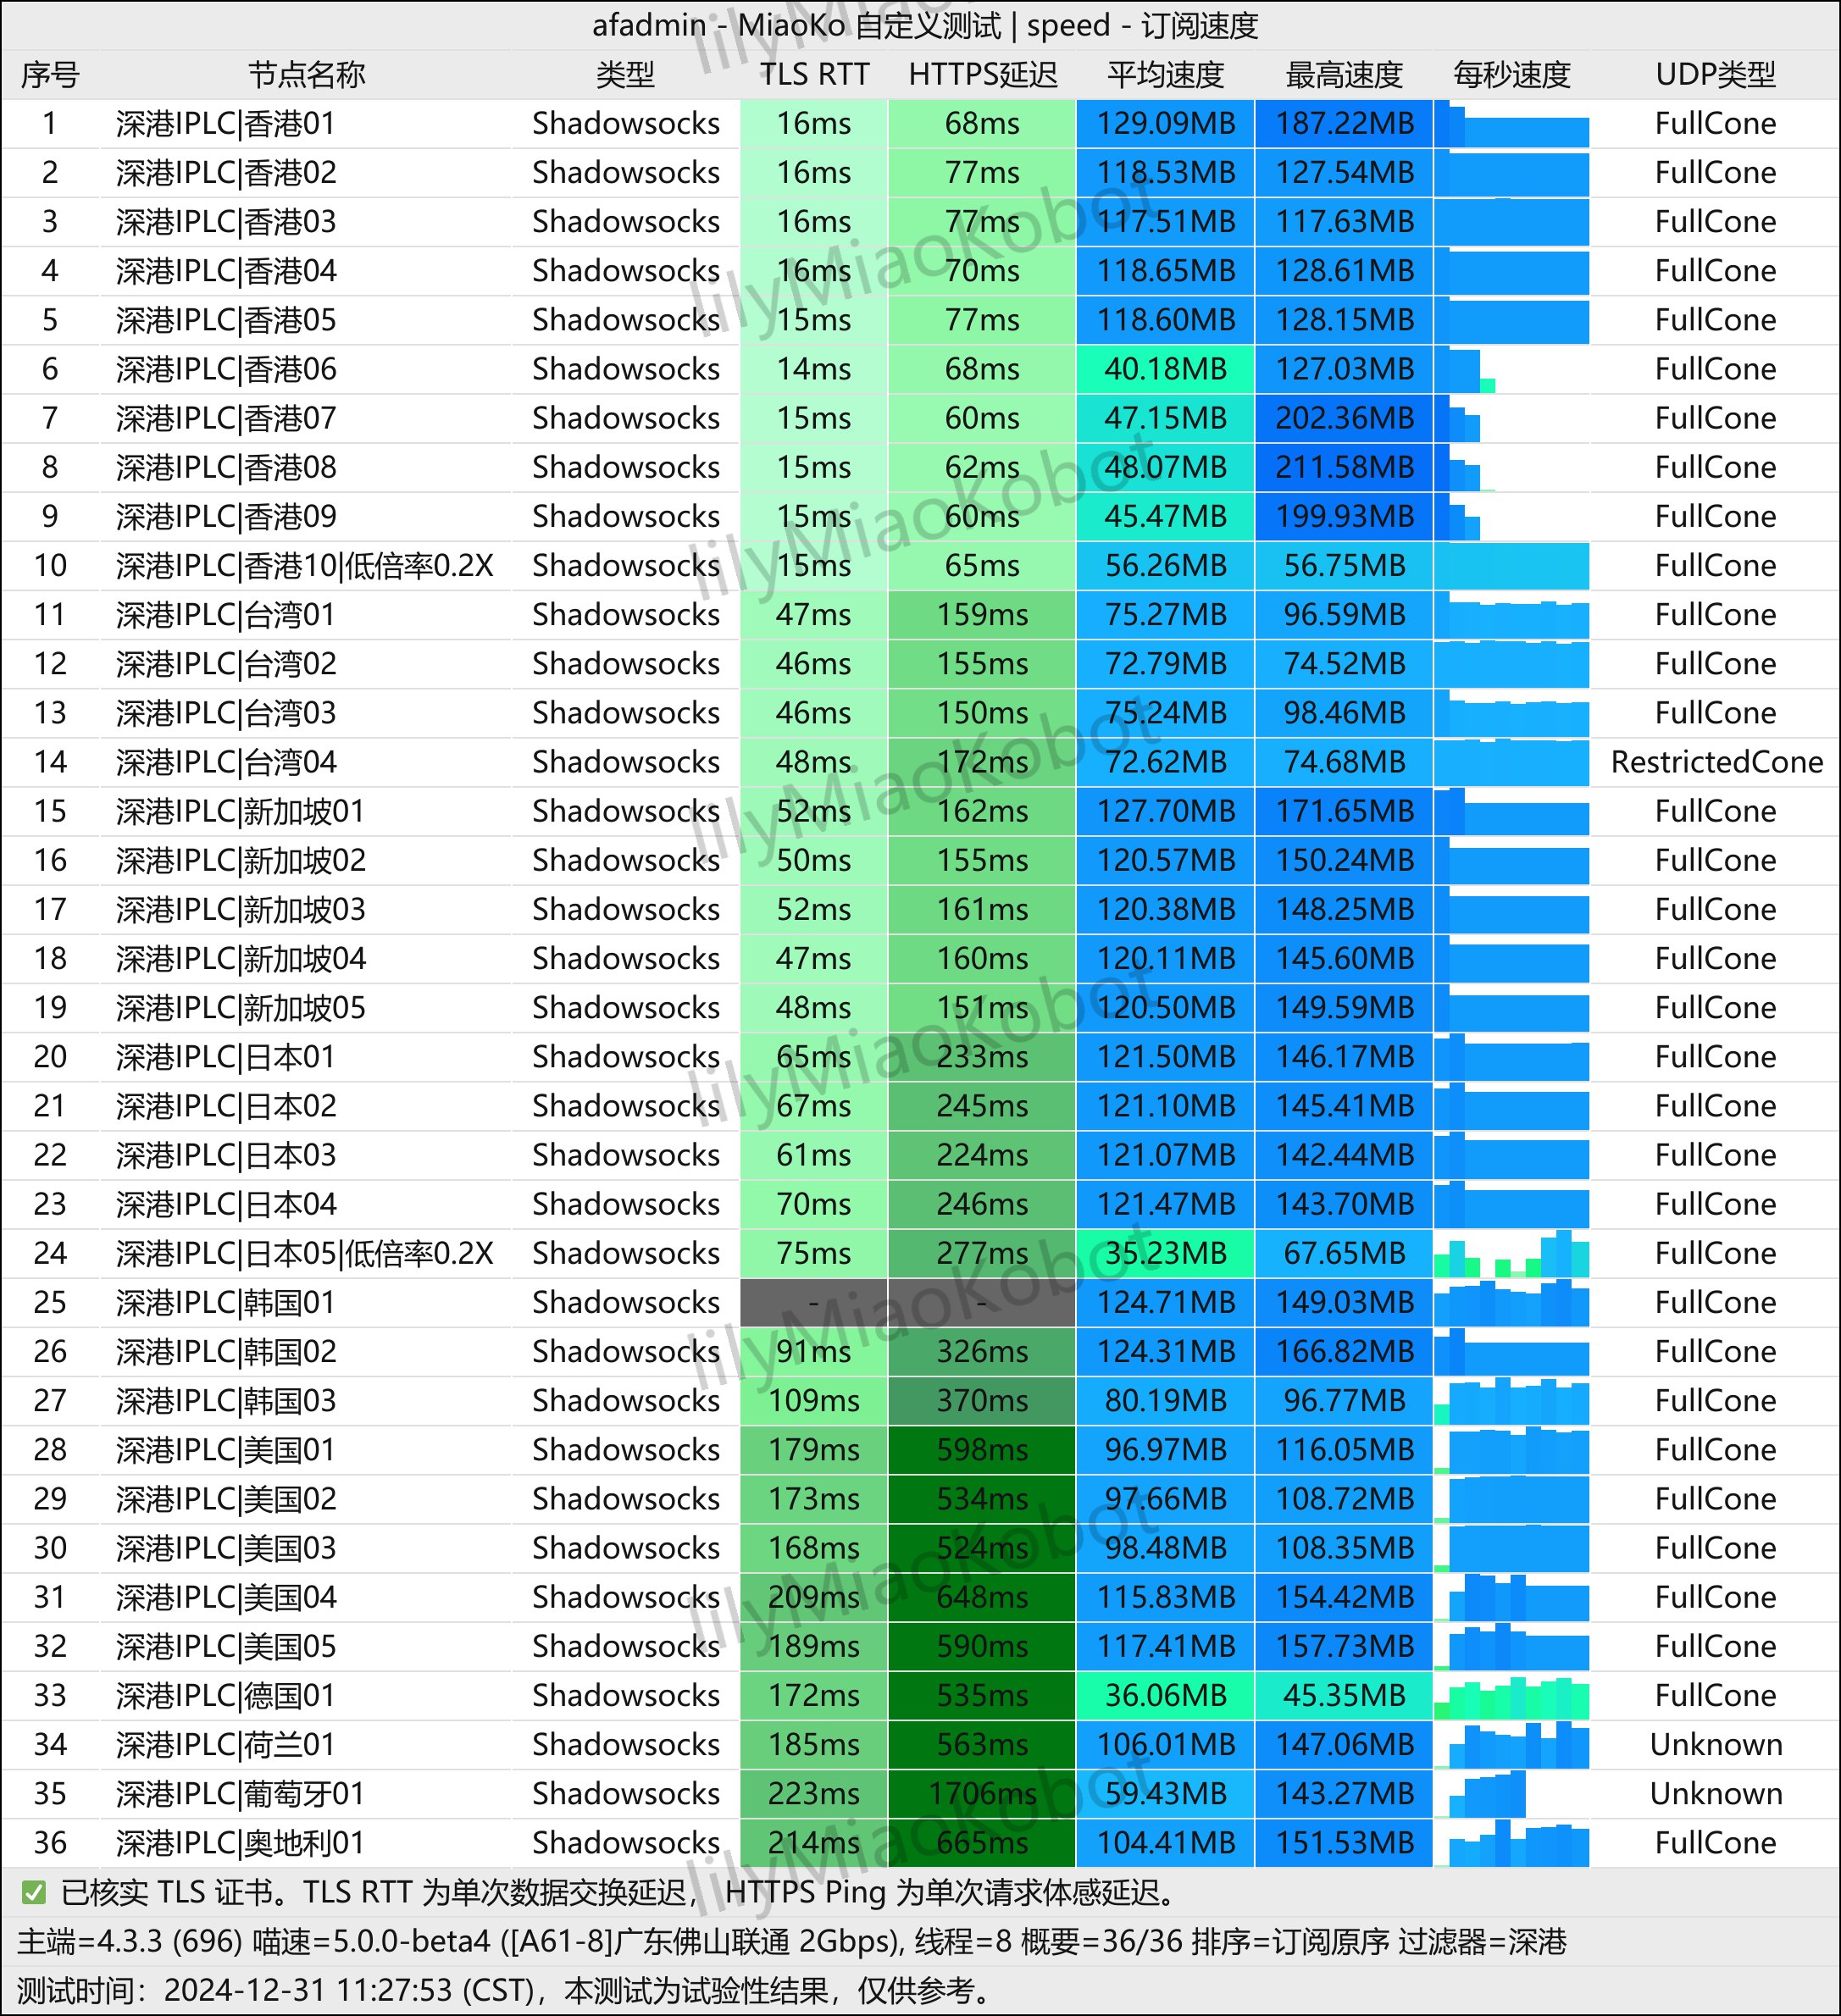 afadmin - MiaoKo 自定义测试 | speed - 订阅速度
序号 节点名称 类型 TLS RTT HTTPS延迟 平均速度 最高速度 每秒速度 UDP类型
1 深港IPLC|香港01 Shadowsocks 16ms 68ms 129.09MB 187.22MB FullCone
2 深港IPLC|香港02 Shadowsocks 16ms 77ms 118.53MB 127.54MB FullCone
3 深港IPLC|香港03 Shadowsocks 16ms 77ms 117.51MB 117.63MB FullCone
4 深港IPLC|香港04 Shadowsocks 16ms 70ms 118.65MB 128.61MB FullCone
5 深港IPLC|香港05 Shadowsocks 15ms 77ms 118.60MB 128.15MB FullCone
6 深港IPLC|香港06 Shadowsocks 14ms 68ms 40.18MB 127.03MB FullCone
7 深港IPLC|香港07 Shadowsocks 15ms 60ms 47.15MB 202.36MB FullCone
8 深港IPLC|香港08 Shadowsocks 15ms 62ms 48.07MB 211.58MB FullCone
9 深港IPLC|香港09 Shadowsocks 15ms 60ms 45.47MB 199.93MB FullCone
10 深港IPLC|香港10|低倍率0.2X Shadowsocks 15ms 65ms 56.26MB 56.75MB FullCone
11 深港IPLC|台湾01 Shadowsocks 47ms 159ms 75.27MB 96.59MB FullCone
12 深港IPLC|台湾02 Shadowsocks 46ms 155ms 72.79MB 74.52MB FullCone
13 深港IPLC|台湾03 Shadowsocks 46ms 150ms 75.24MB 98.46MB FullCone
14 深港IPLC|台湾04 Shadowsocks 48ms 172ms 72.62MB 74.68MB RestrictedCone
15 深港IPLC|新加坡01 Shadowsocks 52ms 162ms 127.70MB 171.65MB FullCone
16 深港IPLC|新加坡02 Shadowsocks 50ms 155ms 120.57MB 150.24MB FullCone
17 深港IPLC|新加坡03 Shadowsocks 52ms 161ms 120.38MB 148.25MB FullCone
18 深港IPLC|新加坡04 Shadowsocks 47ms 160ms 120.11MB 145.60MB FullCone
19 深港IPLC|新加坡05 Shadowsocks 48ms 151ms 120.50MB 149.59MB FullCone
20 深港IPLC|日本01 Shadowsocks 65ms 233ms 121.50MB 146.17MB FullCone
21 深港IPLC|日本02 Shadowsocks 67ms 245ms 121.10MB 145.41MB FullCone
22 深港IPLC|日本03 Shadowsocks 61ms 224ms 121.07MB 142.44MB FullCone
23 深港IPLC|日本04 Shadowsocks 70ms 246ms 121.47MB 143.70MB FullCone
24 深港IPLC|日本05|低倍率0.2X Shadowsocks 75ms 277ms 35.23MB 67.65MB FullCone
25 深港IPLC|韩国01 Shadowsocks - - 124.71MB 149.03MB FullCone
26 深港IPLC|韩国02 Shadowsocks 91ms 326ms 124.31MB 166.82MB FullCone
27 深港IPLC|韩国03 Shadowsocks 109ms 370ms 80.19MB 96.77MB FullCone
28 深港IPLC|美国01 Shadowsocks 179ms 598ms 96.97MB 116.05MB FullCone
29 深港IPLC|美国02 Shadowsocks 173ms 534ms 97.66MB 108.72MB FullCone
30 深港IPLC|美国03 Shadowsocks 168ms 524ms 98.48MB 108.35MB FullCone
31 深港IPLC|美国04 Shadowsocks 209ms 648ms 115.83MB 154.42MB FullCone
32 深港IPLC|美国05 Shadowsocks 189ms 590ms 117.41MB 157.73MB FullCone
33 深港IPLC|德国01 Shadowsocks 172ms 535ms 36.06MB 45.35MB FullCone
34 深港IPLC|荷兰01 Shadowsocks 185ms 563ms 106.01MB 147.06MB Unknown
35 深港IPLC|葡萄牙01 Shadowsocks 223ms 1706ms 59.43MB 143.27MB Unknown
36 深港IPLC|奥地利01 Shadowsocks 214ms 665ms 104.41MB 151.53MB FullCone
✅ 已核实 TLS 证书。TLS RTT 为单次数据交换延迟， HTTPS Ping 为单次请求体感延迟。
主端=4.3.3 (696) 喵速=5.0.0-beta4 ([A61-8]广东佛山联通 2Gbps), 线程=8 概要=36/36 排序=订阅原序 过滤器=深港
测试时间：2024-12-31 11:27:53 (CST)，本测试为试验性结果，仅供参考。
lilyMiaoKobot
lilyMiaoKobot
lilyMiaoKobot
lilyMiaoKobot
lilyMiaoKobot
lilyMiaoKobot
lilyMiaoKobot
lilyMiaoKobot